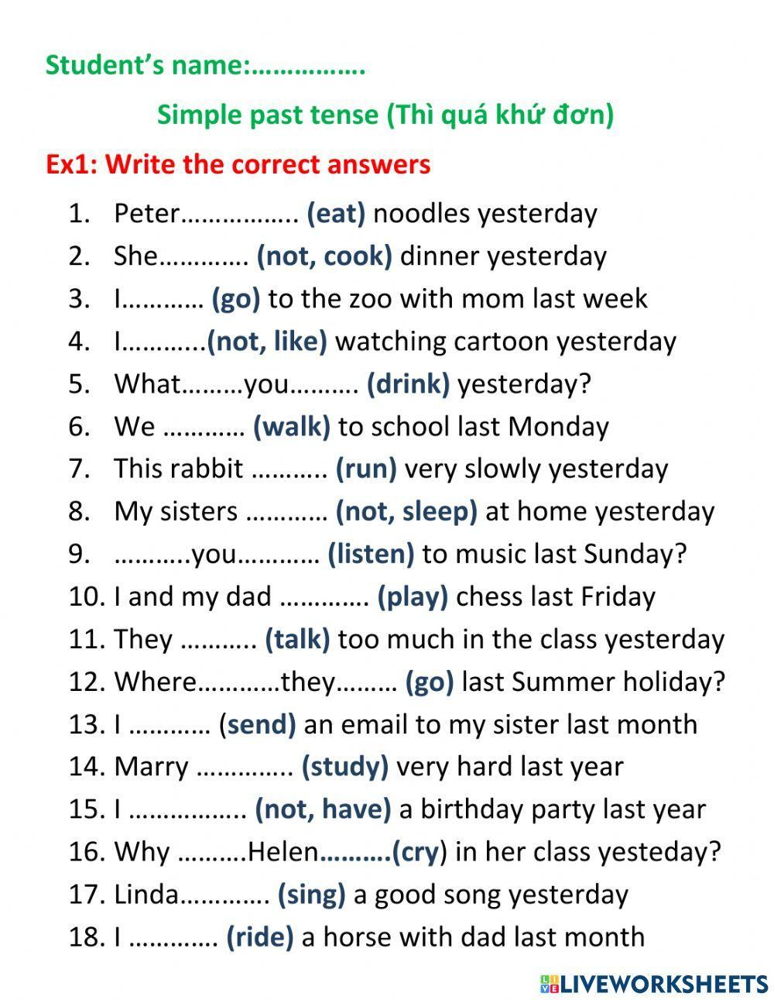 Student’s name:…………….
Simple past tense (Thì quá khứ đơn)
Ex1: Write the correct answers
1. Peter…………….. (eat) noodles yesterday
2. She…………. (not, cook) dinner yesterday
3. I………… (go) to the zoo with mom last week
4. I………...(not, like) watching cartoon yesterday
5. What………you………. (drink) yesterday?
6. We ………… (walk) to school last Monday
7. This rabbit ……….. (run) very slowly yesterday
8. My sisters ………… (not, sleep) at home yesterday
9. ………..you………… (listen) to music last Sunday?
10. I and my dad …………. (play) chess last Friday
11. They ……….. (talk) too much in the class yesterday
12. Where…………they……… (go) last Summer holiday?
13. I ………… (send) an email to my sister last month
14. Marry ………….. (study) very hard last year
15. I …………….. (not, have) a birthday party last year
16. Why ……….Helen……….(cry) in her class yesteday?
17. Linda…………. (sing) a good song yesterday
18. I …………. (ride) a horse with dad last month
LIVE LIVEWORKSHEETS